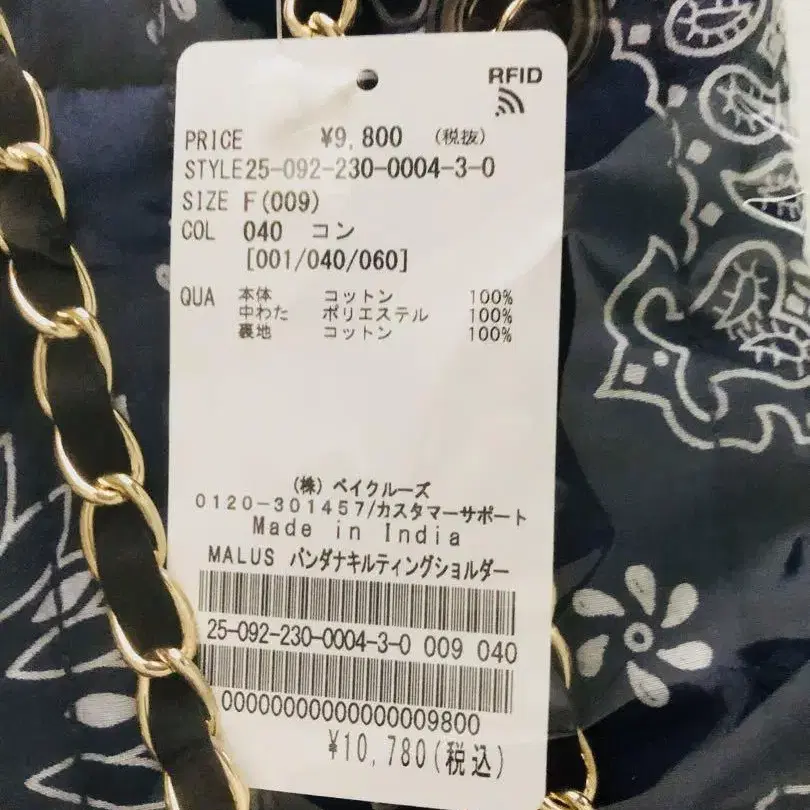 RFID
PRICE ¥9,800 (税抜)
STYLE 25-092-230-0004-3-0
SIZE F(009)
COL 040 コン
[001/040/060]
QUA 本体 コットン 100%
中わた ポリエステル 100%
裏地 コットン 100%
(株) ベイクルーズ
0120-301457/カスタマーサポート
Made in India
MALUS バンダナキルティングショルダー
25-092-230-0004-3-0 009 040
00000000000000009800
¥10,780(税込)